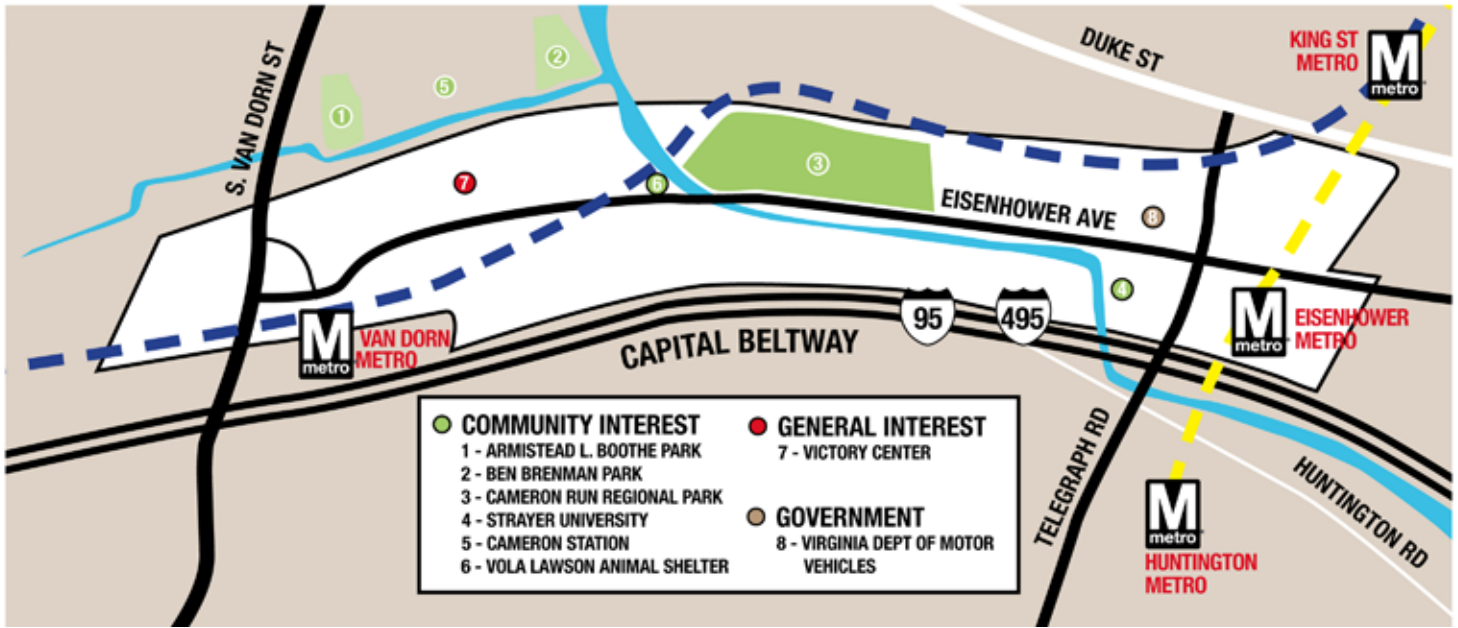 S. VAN DORN ST
DUKE ST
KING ST
METRO
M
metro
1
5
2
7
6
3
EISENHOWER AVE
8
4
M
metro
VAN DORN
METRO
CAPITAL BELTWAY
95
495
M
metro
EISENHOWER
METRO
TELEGRAPH RD
HUNTINGTON RD
M
metro
HUNTINGTON
METRO
COMMUNITY INTEREST
1 - ARMISTEAD L. BOOTHE PARK
2 - BEN BRENMAN PARK
3 - CAMERON RUN REGIONAL PARK
4 - STRAYER UNIVERSITY
5 - CAMERON STATION
6 - VOLA LAWSON ANIMAL SHELTER
GENERAL INTEREST
7 - VICTORY CENTER
GOVERNMENT
8 - VIRGINIA DEPT OF MOTOR
VEHICLES